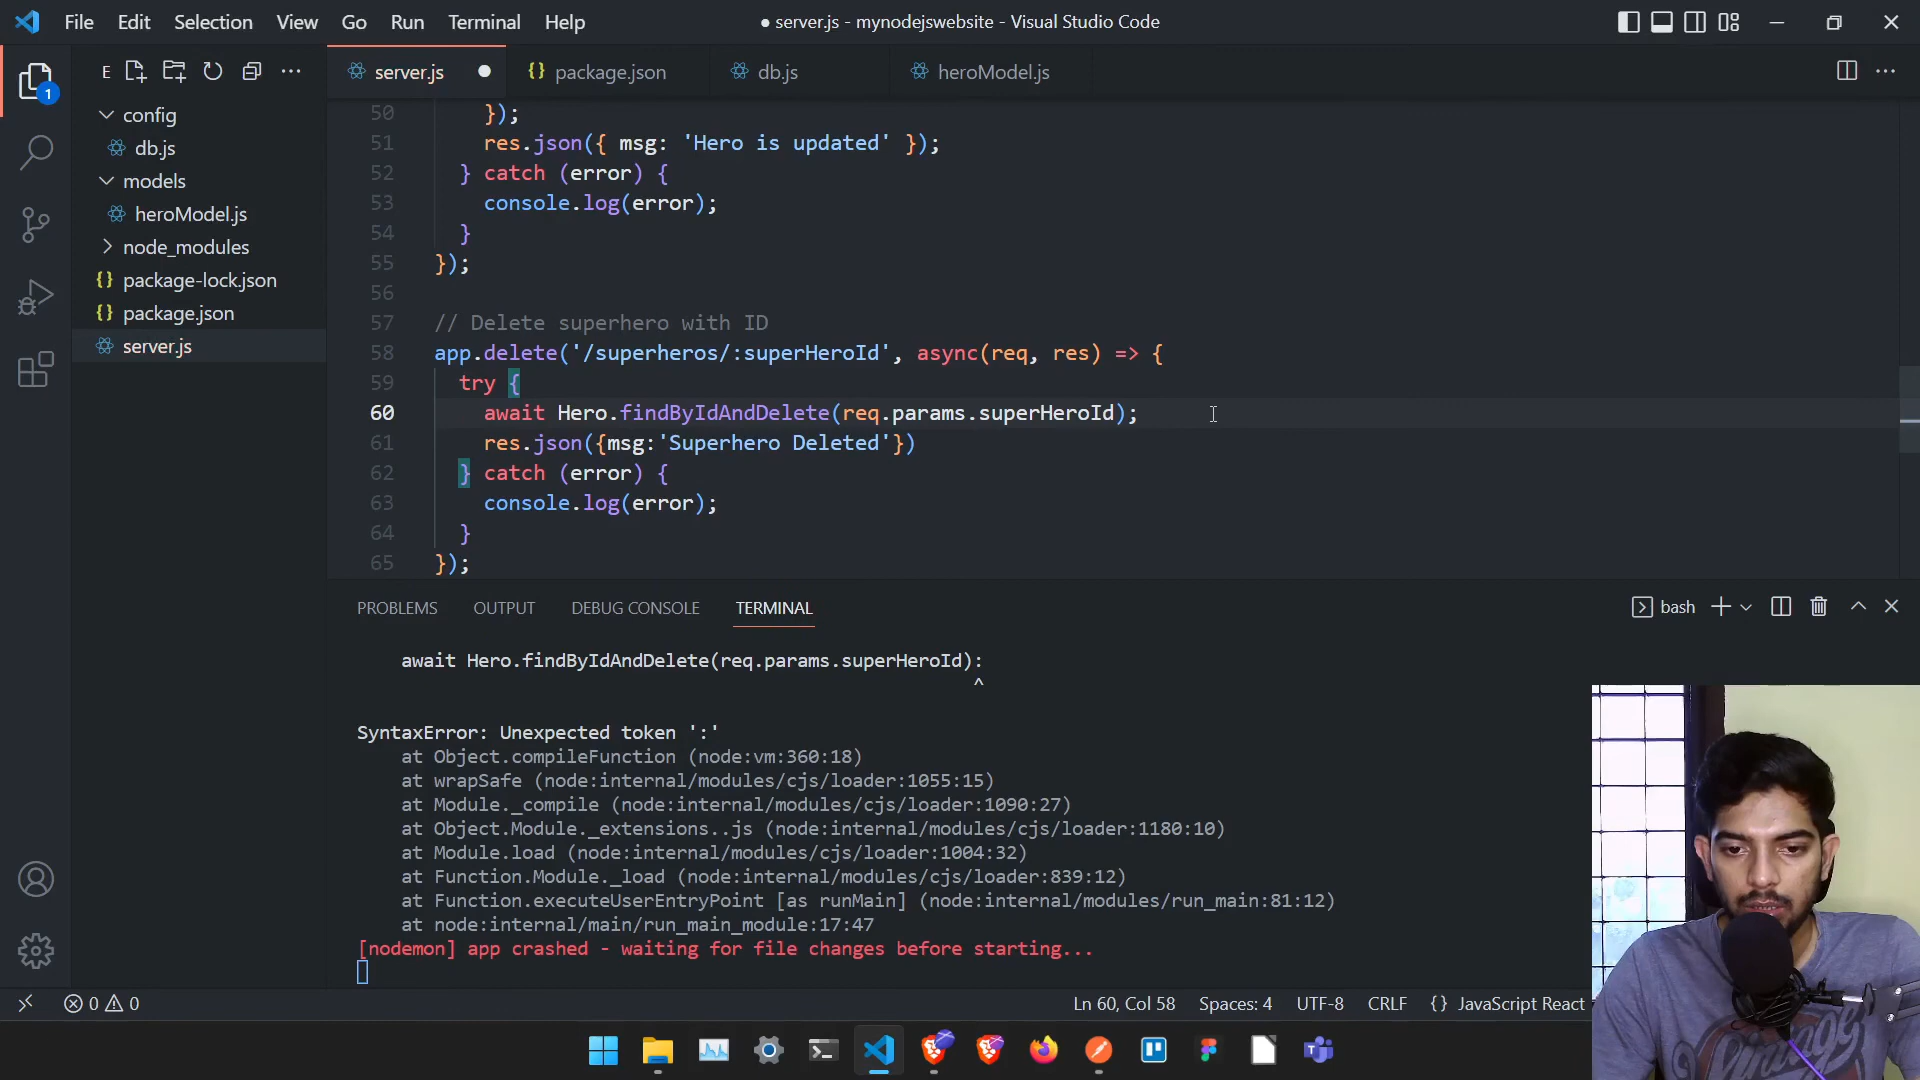 File Edit Selection View Go Run Terminal Help
● server.js - mynodejswebsite - Visual Studio Code
E
1
config
db.js
models
heroModel.js
node_modules
package-lock.json
package.json
server.js
server.js package.json db.js heroModel.js
50 });
51 res.json({ msg: 'Hero is updated' });
52 } catch (error) {
53 console.log(error);
54 }
55 });
56
57 // Delete superhero with ID
58 app.delete('/superheros/:superHeroId', async(req, res) => {
59 try {
60 await Hero.findByIdAndDelete(req.params.superHeroId);
61 res.json({msg:'Superhero Deleted'})
62 } catch (error) {
63 console.log(error);
64 }
65 });
PROBLEMS OUTPUT DEBUG CONSOLE TERMINAL
bash
await Hero.findByIdAndDelete(req.params.superHeroId):
^
SyntaxError: Unexpected token ':'
at Object.compileFunction (node:vm:360:18)
at wrapSafe (node:internal/modules/cjs/loader:1055:15)
at Module._compile (node:internal/modules/cjs/loader:1090:27)
at Object.Module._extensions..js (node:internal/modules/cjs/loader:1180:10)
at Module.load (node:internal/modules/cjs/loader:1004:32)
at Function.Module._load (node:internal/modules/cjs/loader:839:12)
at Function.executeUserEntryPoint [as runMain] (node:internal/modules/run_main:81:12)
at node:internal/main/run_main_module:17:47
[nodemon] app crashed - waiting for file changes before starting...
0 0
Ln 60, Col 58 Spaces: 4 UTF-8 CRLF {} JavaScript React